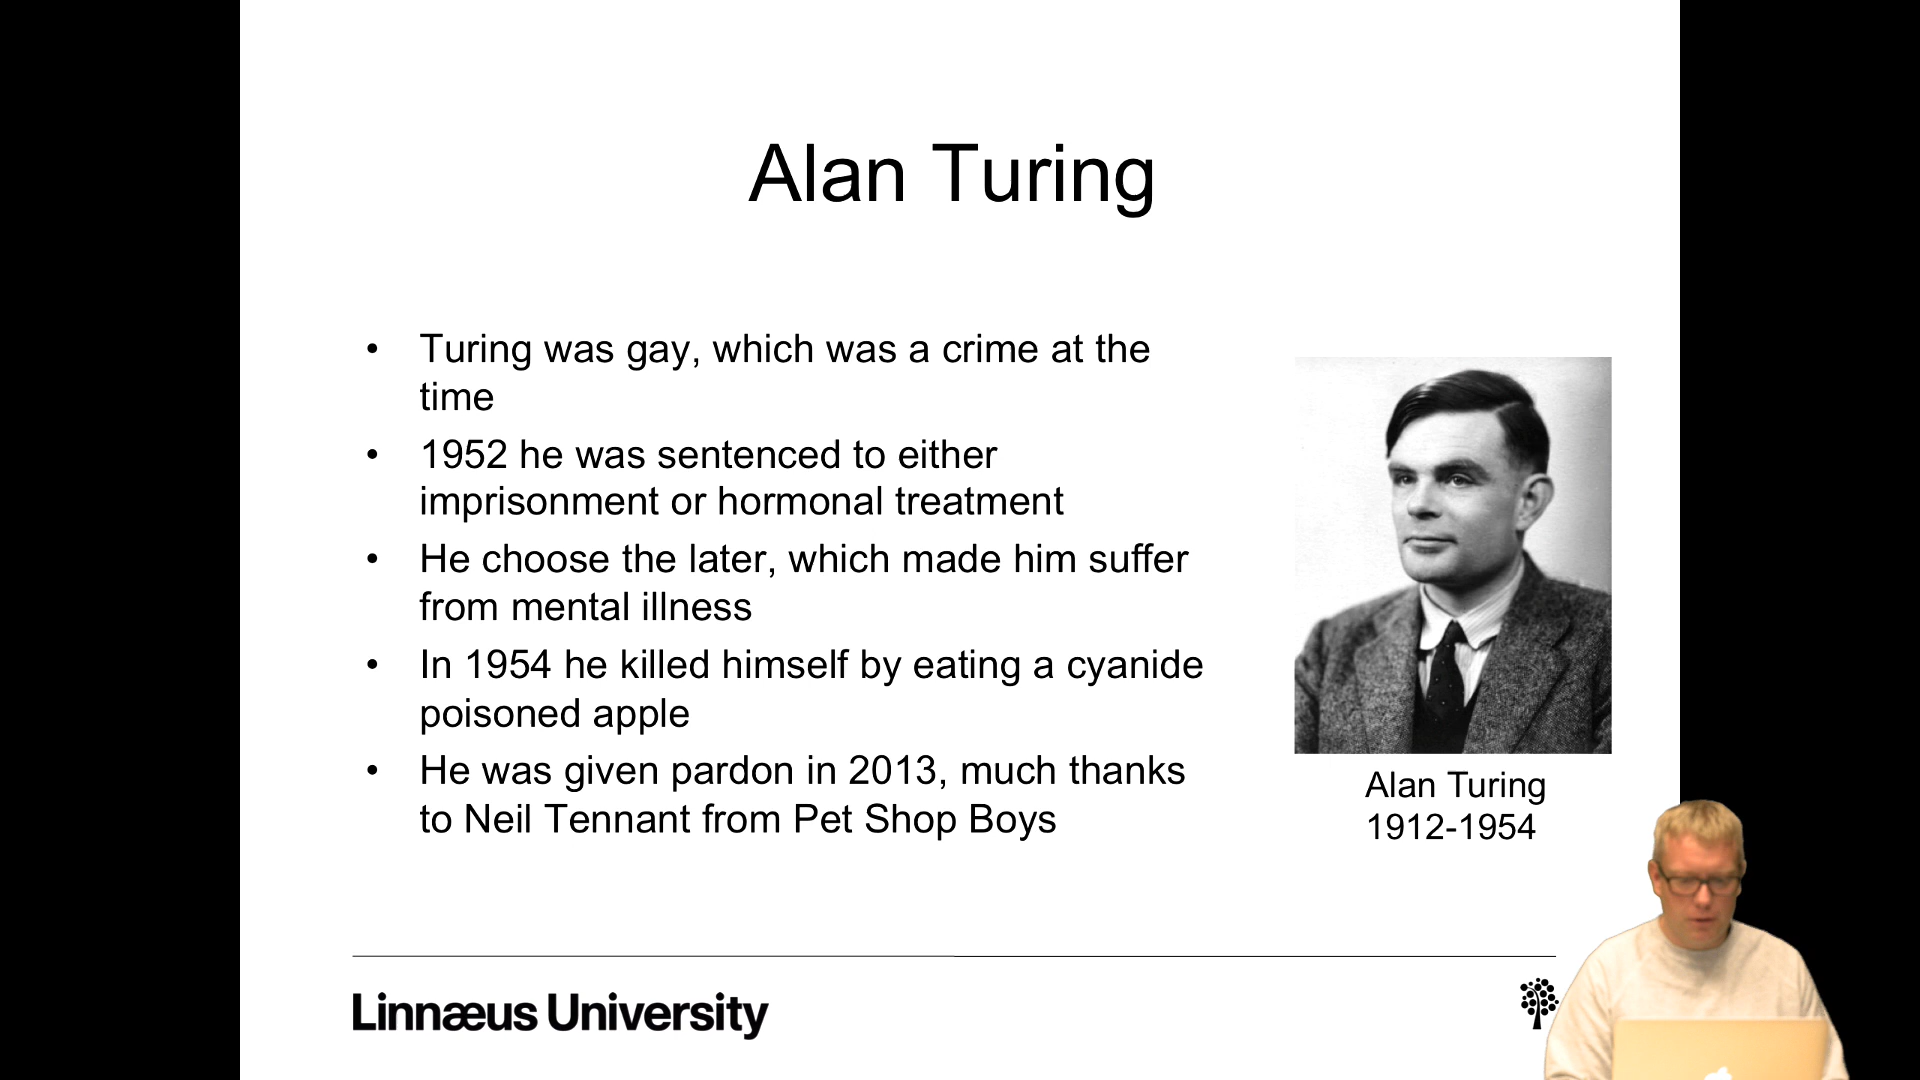 Alan Turing
• Turing was gay, which was a crime at the
time
• 1952 he was sentenced to either
imprisonment or hormonal treatment
• He choose the later, which made him suffer
from mental illness
• In 1954 he killed himself by eating a cyanide
poisoned apple
• He was given pardon in 2013, much thanks
to Neil Tennant from Pet Shop Boys
Alan Turing
1912-1954
Linnæus University